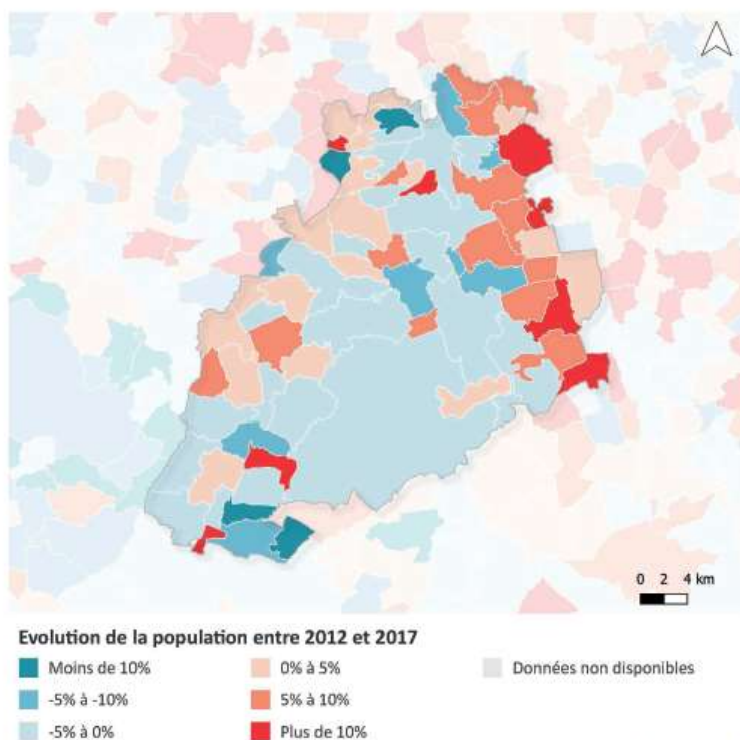 0 2 4 km
Evolution de la population entre 2012 et 2017
Moins de 10% 0% à 5% Données non disponibles
-5% à -10% 5% à 10%
-5% à 0% Plus de 10%